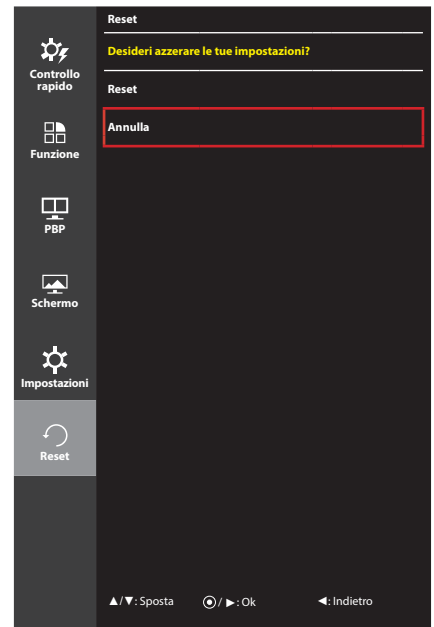 Reset
Desideri azzerare le tue impostazioni?
Reset
Annulla
Controllo
rapido
Funzione
PBP
Schermo
Impostazioni
Reset
▲/▼: Sposta ◉/ ►: Ok ◄: Indietro